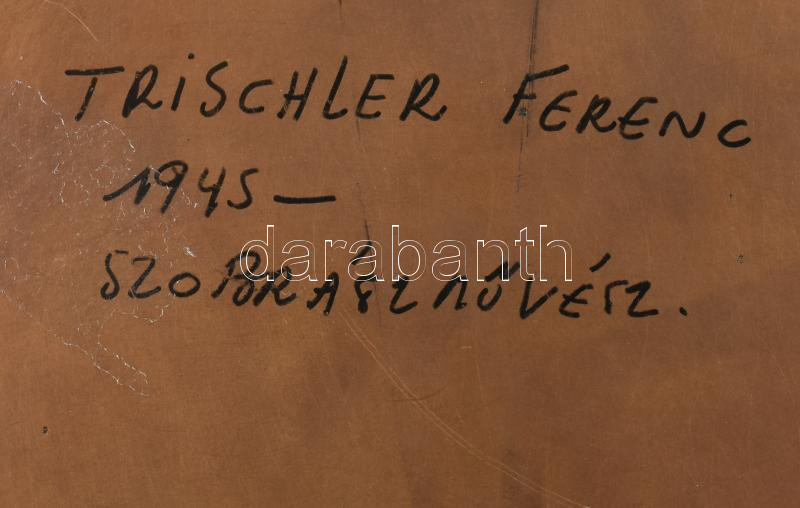 TRiSCHLER FERENC
1945 —
darabanth
SZOBRÁSZMŰVÉSZ.